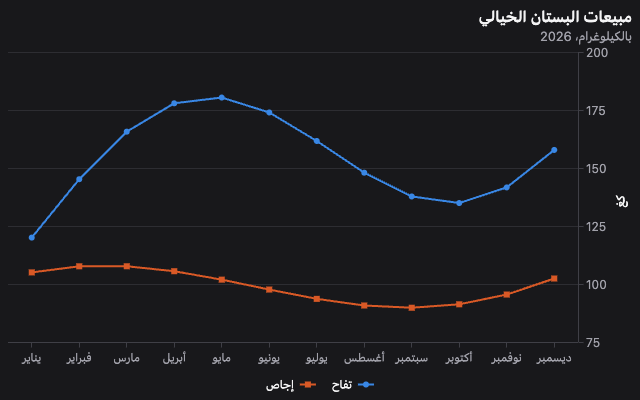 مبيعات البستان الخيالي
بالكيلوغرام، 2026
200
175
150
125
100
75
كغ
يناير فبراير مارس أبريل مايو يونيو يوليو أغسطس سبتمبر أكتوبر نوفمبر ديسمبر
تفاح إجاص